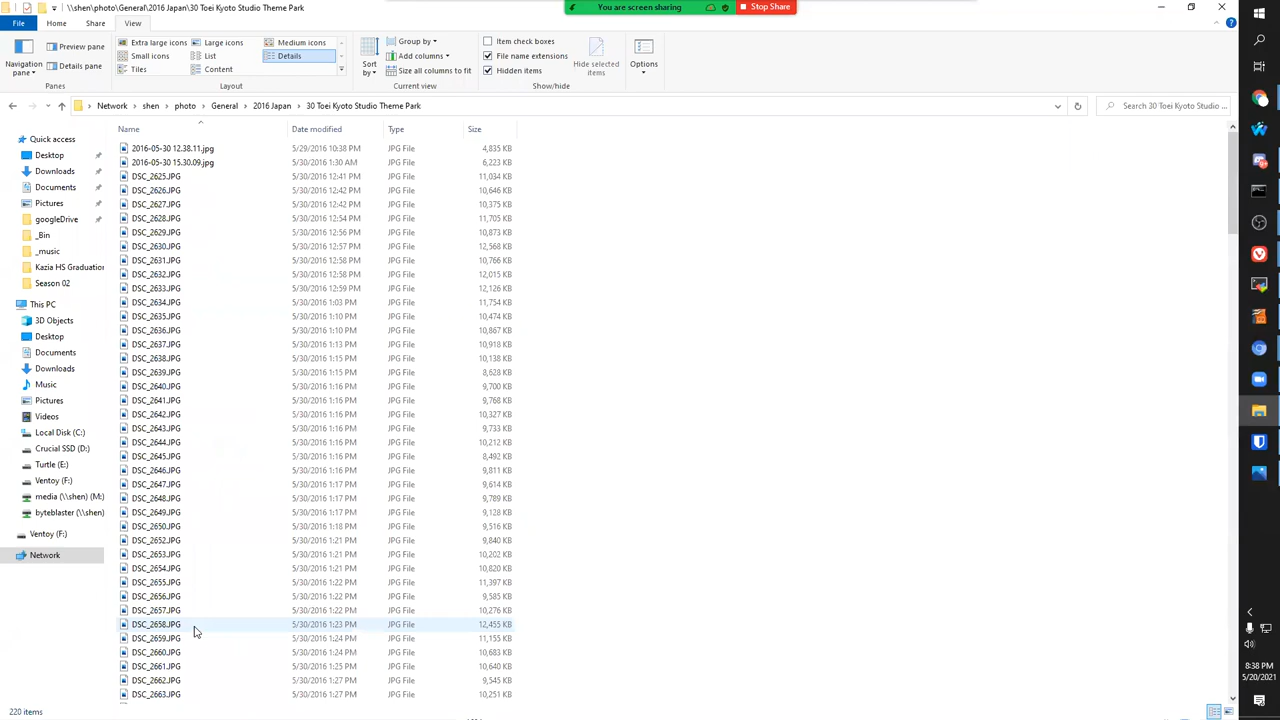 \\shen\photo\General\2016 Japan\30 Toei Kyoto Studio Theme Park
You are screen sharing
Stop Share
File Home Share View
Navigation pane
Preview pane
Details pane
Panes
Extra large icons Large icons Medium icons
Small icons List Details
Tiles Content
Layout
Sort by
Group by
Add columns
Size all columns to fit
Current view
Item check boxes
File name extensions
Hidden items
Hide selected items
Show/hide
Options
Network shen photo General 2016 Japan 30 Toei Kyoto Studio Theme Park
Search 30 Toei Kyoto Studio ...
Quick access
Desktop
Downloads
Documents
Pictures
googleDrive
_Bin
_music
Kazia HS Graduation
Season 02
This PC
3D Objects
Desktop
Documents
Downloads
Music
Pictures
Videos
Local Disk (C:)
Crucial SSD (D:)
Turtle (E:)
Ventoy (F:)
media (\\shen) (M:)
byteblaster (\\shen)
Ventoy (F:)
Network
Name Date modified Type Size
2016-05-30 12.38.11.jpg 5/29/2016 10:38 PM JPG File 4,835 KB
2016-05-30 15.30.09.jpg 5/30/2016 1:30 AM JPG File 6,223 KB
DSC_2625.JPG 5/30/2016 12:41 PM JPG File 11,034 KB
DSC_2626.JPG 5/30/2016 12:42 PM JPG File 10,646 KB
DSC_2627.JPG 5/30/2016 12:42 PM JPG File 10,375 KB
DSC_2628.JPG 5/30/2016 12:54 PM JPG File 11,705 KB
DSC_2629.JPG 5/30/2016 12:56 PM JPG File 10,873 KB
DSC_2630.JPG 5/30/2016 12:57 PM JPG File 12,568 KB
DSC_2631.JPG 5/30/2016 12:58 PM JPG File 10,766 KB
DSC_2632.JPG 5/30/2016 12:58 PM JPG File 12,015 KB
DSC_2633.JPG 5/30/2016 12:59 PM JPG File 12,126 KB
DSC_2634.JPG 5/30/2016 1:03 PM JPG File 11,754 KB
DSC_2635.JPG 5/30/2016 1:10 PM JPG File 10,474 KB
DSC_2636.JPG 5/30/2016 1:10 PM JPG File 10,867 KB
DSC_2637.JPG 5/30/2016 1:13 PM JPG File 10,918 KB
DSC_2638.JPG 5/30/2016 1:15 PM JPG File 10,138 KB
DSC_2639.JPG 5/30/2016 1:15 PM JPG File 8,628 KB
DSC_2640.JPG 5/30/2016 1:16 PM JPG File 9,700 KB
DSC_2641.JPG 5/30/2016 1:16 PM JPG File 9,768 KB
DSC_2642.JPG 5/30/2016 1:16 PM JPG File 10,327 KB
DSC_2643.JPG 5/30/2016 1:16 PM JPG File 9,733 KB
DSC_2644.JPG 5/30/2016 1:16 PM JPG File 10,212 KB
DSC_2645.JPG 5/30/2016 1:16 PM JPG File 8,492 KB
DSC_2646.JPG 5/30/2016 1:16 PM JPG File 9,811 KB
DSC_2647.JPG 5/30/2016 1:17 PM JPG File 9,614 KB
DSC_2648.JPG 5/30/2016 1:17 PM JPG File 9,789 KB
DSC_2649.JPG 5/30/2016 1:17 PM JPG File 9,128 KB
DSC_2650.JPG 5/30/2016 1:18 PM JPG File 9,516 KB
DSC_2652.JPG 5/30/2016 1:21 PM JPG File 9,840 KB
DSC_2653.JPG 5/30/2016 1:21 PM JPG File 10,202 KB
DSC_2654.JPG 5/30/2016 1:21 PM JPG File 10,820 KB
DSC_2655.JPG 5/30/2016 1:22 PM JPG File 11,397 KB
DSC_2656.JPG 5/30/2016 1:22 PM JPG File 9,585 KB
DSC_2657.JPG 5/30/2016 1:22 PM JPG File 10,276 KB
DSC_2658.JPG 5/30/2016 1:23 PM JPG File 12,455 KB
DSC_2659.JPG 5/30/2016 1:24 PM JPG File 11,155 KB
DSC_2660.JPG 5/30/2016 1:24 PM JPG File 10,683 KB
DSC_2661.JPG 5/30/2016 1:25 PM JPG File 10,640 KB
DSC_2662.JPG 5/30/2016 1:27 PM JPG File 9,545 KB
DSC_2663.JPG 5/30/2016 1:27 PM JPG File 10,251 KB
220 items
8:38 PM
5/20/2021